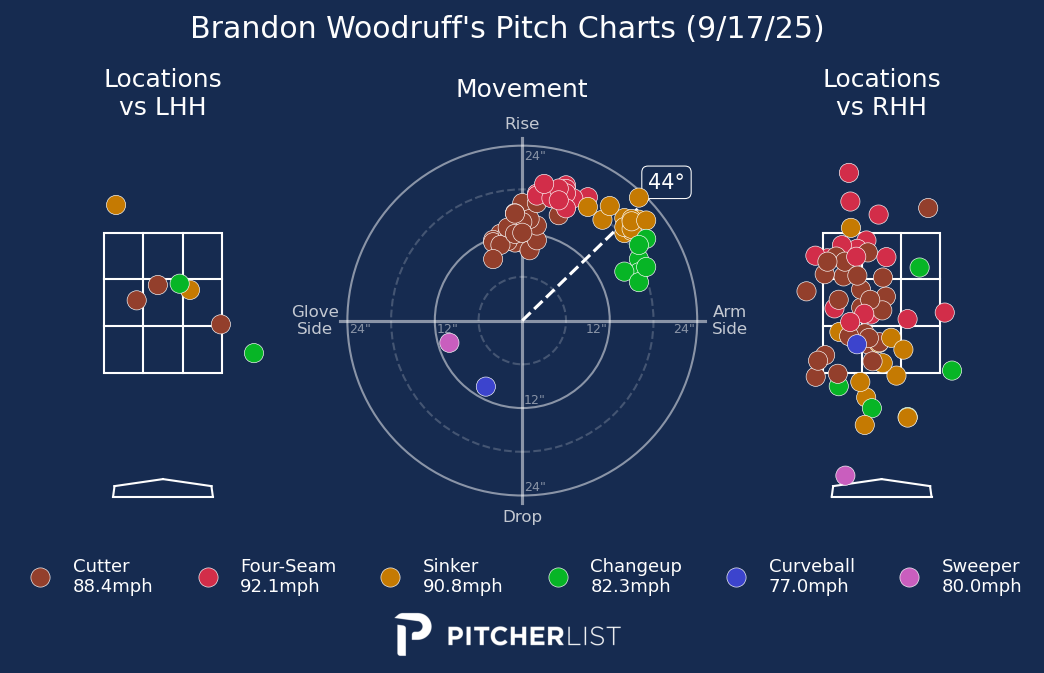 Brandon Woodruff's Pitch Charts (9/17/25)
Locations
vs LHH
Movement
Locations
vs RHH
Rise
24"
44°
Glove
Side
24"
12"
12"
24"
Arm
Side
12"
24"
Drop
Cutter
88.4mph
Four-Seam
92.1mph
Sinker
90.8mph
Changeup
82.3mph
Curveball
77.0mph
Sweeper
80.0mph
PITCHERLIST